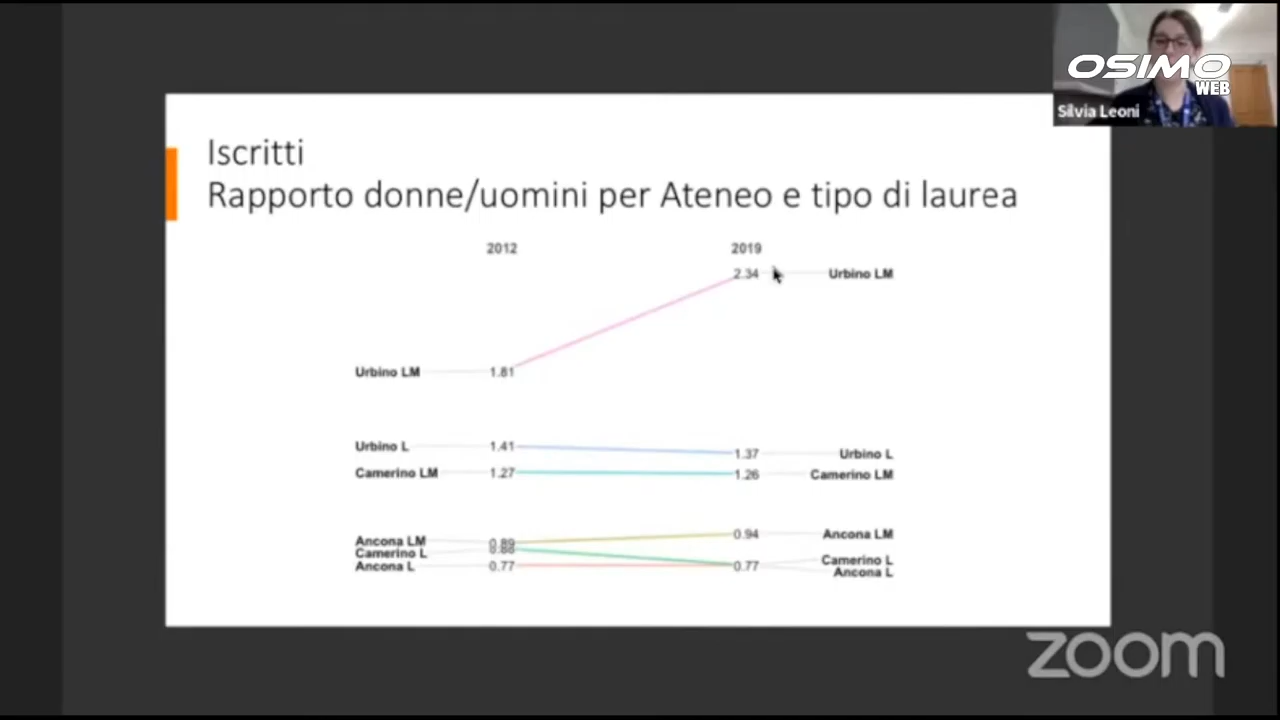 OSIMO
WEB
Silvia Leoni
Iscritti
Rapporto donne/uomini per Ateneo e tipo di laurea
2012 2019
2.34 Urbino LM
Urbino LM 1.81
Urbino L 1.41 1.37 Urbino L
Camerino LM 1.27 1.26 Camerino LM
Ancona LM 0.89 0.94 Ancona LM
Camerino L Camerino L
Ancona L 0.77 0.77 Ancona L
zoom